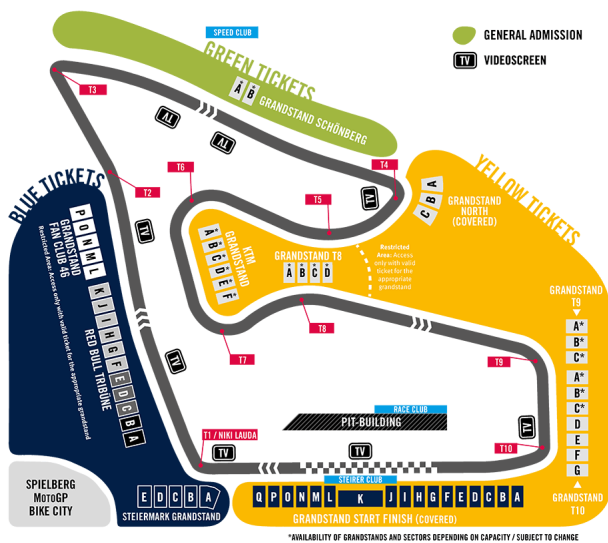 SPEED CLUB
GREEN TICKETS
A* B*
GRANDSTAND SCHÖNBERG
GENERAL ADMISSION
TV VIDEOSCREEN
T3
TV
TV
T6
T4
T2
TV
T5
TV
BLUE TICKETS
P O N M L
GRANDSTAND
FAN CLUB 46
Restricted Area: Access only with valid ticket for the appropriate grandstand
K J I H G F E D C B A
RED BULL TRIBÜNE
YELLOW TICKETS
C B A
GRANDSTAND
NORTH
(COVERED)
KTM
GRANDSTAND
A* B* C* D* E* F*
GRANDSTAND T8
A* B* C* D*
Restricted
Area: Access
only with valid
ticket for the
appropriate
grandstand
GRANDSTAND
T9
A*
B*
C*
A*
B*
C*
D
E
F
G
GRANDSTAND
T10
T8
T7
T9
TV
RACE CLUB
PIT-BUILDING
T1 / NIKI LAUDA
TV
TV
TV
T10
STEIRER CLUB
SPIELBERG
MOTOGP
BIKE CITY
E D C B A
STEIERMARK GRANDSTAND
Q P O N M L K J I H G F E D C B A
GRANDSTAND START FINISH (COVERED)
*AVAILABILITY OF GRANDSTANDS AND SECTORS DEPENDING ON CAPACITY / SUBJECT TO CHANGE